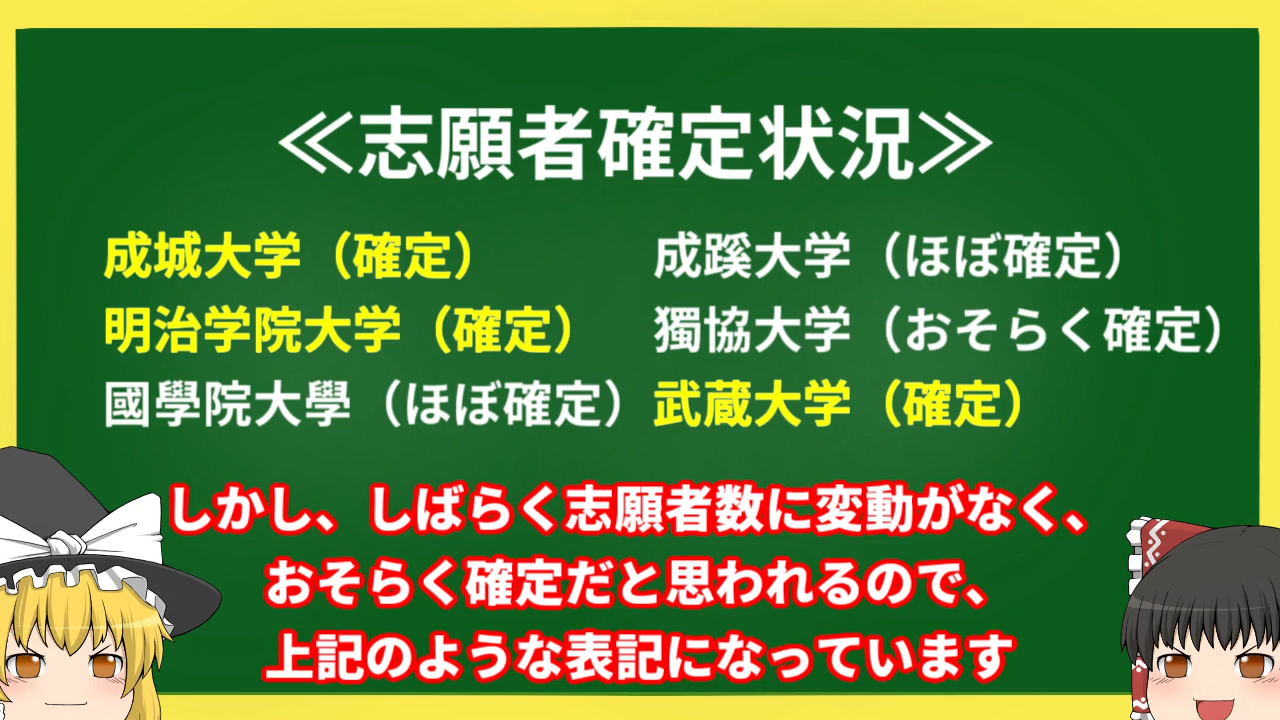 ≪志願者確定状況≫
成城大学（確定）
明治学院大学（確定）
國學院大學（ほぼ確定）
成蹊大学（ほぼ確定）
獨協大学（おそらく確定）
武蔵大学（確定）
しかし、しばらく志願者数に変動がなく、
おそらく確定だと思われるので、
上記のような表記になっています